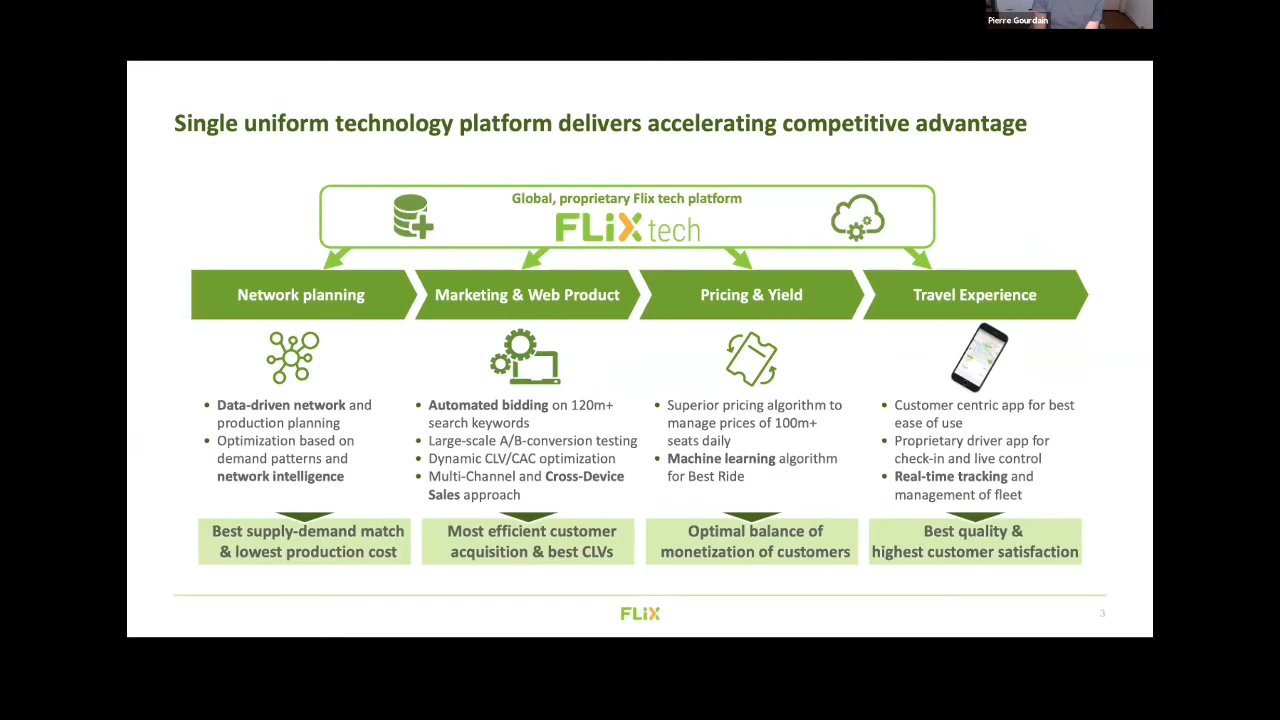 Pierre Gourdain
Single uniform technology platform delivers accelerating competitive advantage
Global, proprietary Flix tech platform
FLiX tech
Network planning
Marketing & Web Product
Pricing & Yield
Travel Experience
• Data-driven network and
production planning
• Optimization based on
demand patterns and
network intelligence
• Automated bidding on 120m+
search keywords
• Large-scale A/B-conversion testing
• Dynamic CLV/CAC optimization
• Multi-Channel and Cross-Device
Sales approach
• Superior pricing algorithm to
manage prices of 100m+
seats daily
• Machine learning algorithm
for Best Ride
• Customer centric app for best
ease of use
• Proprietary driver app for
check-in and live control
• Real-time tracking and
management of fleet
Best supply-demand match
& lowest production cost
Most efficient customer
acquisition & best CLVs
Optimal balance of
monetization of customers
Best quality &
highest customer satisfaction
FLiX
3